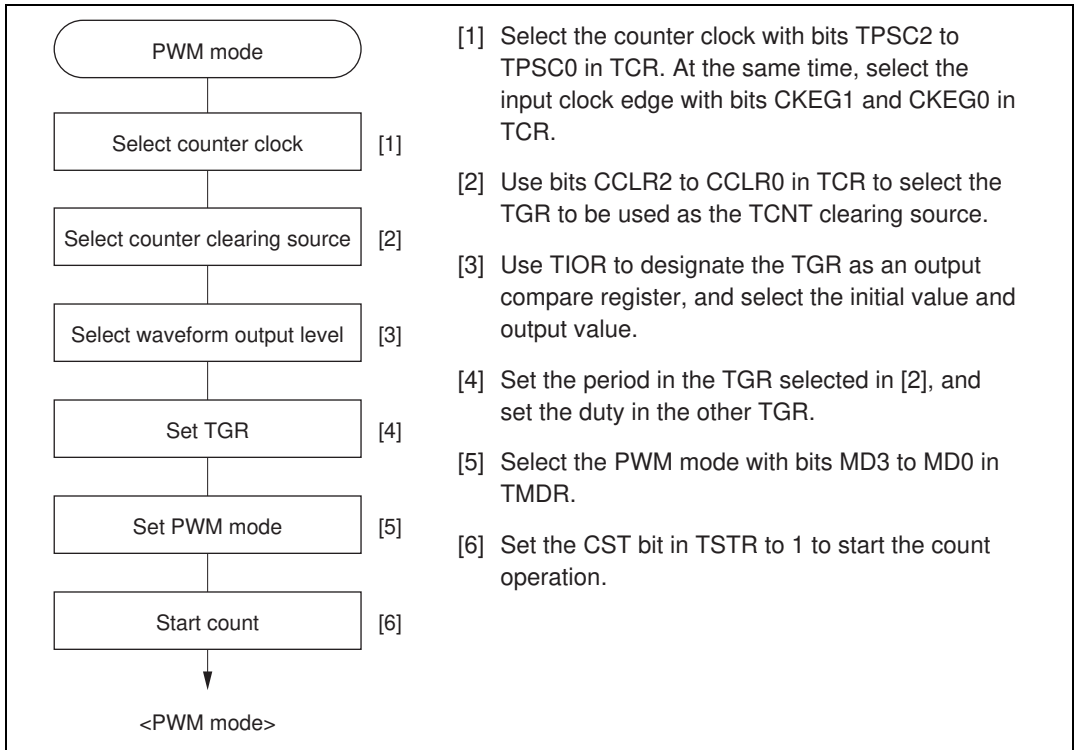 PWM mode
Select counter clock [1]
Select counter clearing source [2]
Select waveform output level [3]
Set TGR [4]
Set PWM mode [5]
Start count [6]
<PWM mode>
[1] Select the counter clock with bits TPSC2 to
TPSC0 in TCR. At the same time, select the
input clock edge with bits CKEG1 and CKEG0 in
TCR.
[2] Use bits CCLR2 to CCLR0 in TCR to select the
TGR to be used as the TCNT clearing source.
[3] Use TIOR to designate the TGR as an output
compare register, and select the initial value and
output value.
[4] Set the period in the TGR selected in [2], and
set the duty in the other TGR.
[5] Select the PWM mode with bits MD3 to MD0 in
TMDR.
[6] Set the CST bit in TSTR to 1 to start the count
operation.